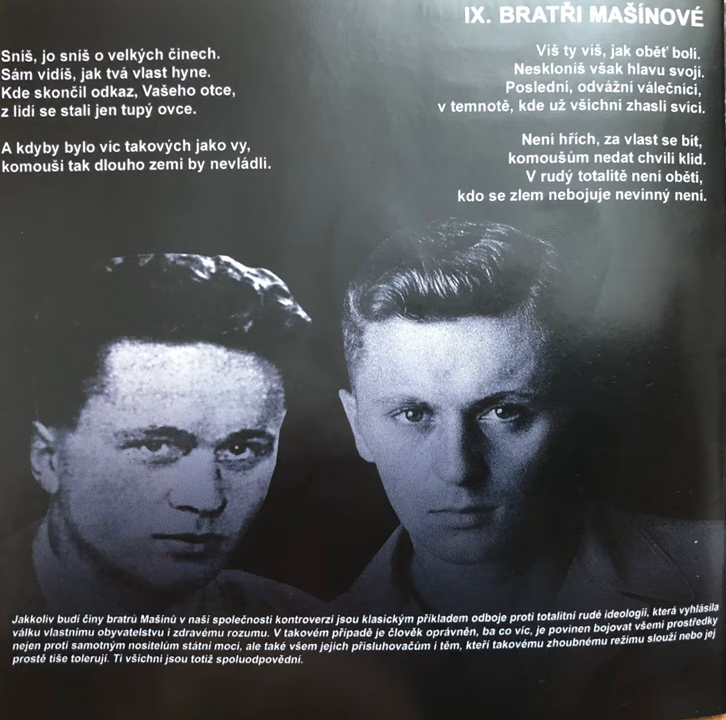 IX. BRATŘI MAŠÍNOVÉ
Sníš, jo sníš o velkých činech.
Sám vidíš, jak tvá vlast hyne.
Kde skončil odkaz, Vašeho otce,
z lidí se stali jen tupý ovce.
A kdyby bylo víc takových jako vy,
komouši tak dlouho zemi by nevládli.
Víš ty víš, jak oběť bolí.
Neskloníš však hlavu svojí.
Poslední, odvážní válečníci,
v temnotě, kde už všichni zhasli svíci.
Není hřích, za vlast se bít,
komoušům nedat chvíli klid.
V rudý totalitě není obětí,
kdo se zlem nebojuje nevinný není.
Jakkoliv budí činy bratrů Mašínů v naší společnosti kontroverzi jsou klasickým příkladem odboje proti totalitní rudé ideologii, která vyhlásila
válku vlastnímu obyvatelstvu i zdravému rozumu. V takovém případě je člověk oprávněn, ba co víc, je povinen bojovat všemi prostředky
nejen proti samotným nositelům státní moci, ale také všem jejich přisluhovačům i těm, kteří takovému zhoubnému režimu slouží nebo jej
prostě tiše tolerují. Ti všichni jsou totiž spoluodpovědní.